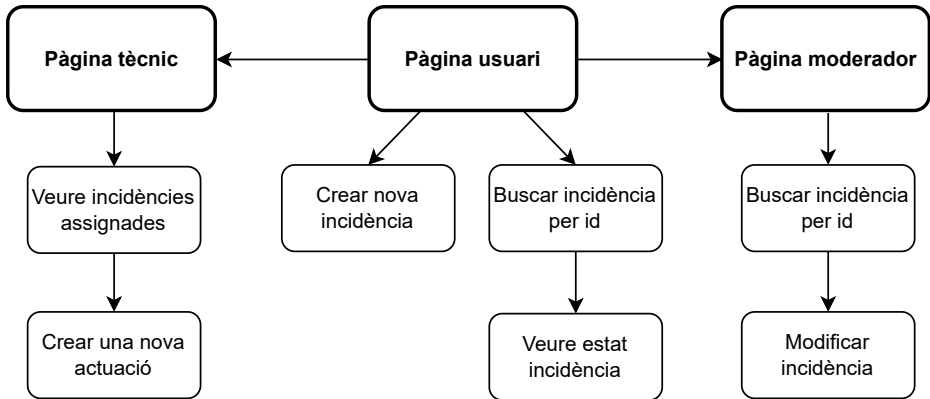 Pàgina tècnic
Pàgina usuari
Pàgina moderador
Veure incidències
assignades
Crear nova
incidència
Buscar incidència
per id
Buscar incidència
per id
Crear una nova
actuació
Veure estat
incidència
Modificar
incidència